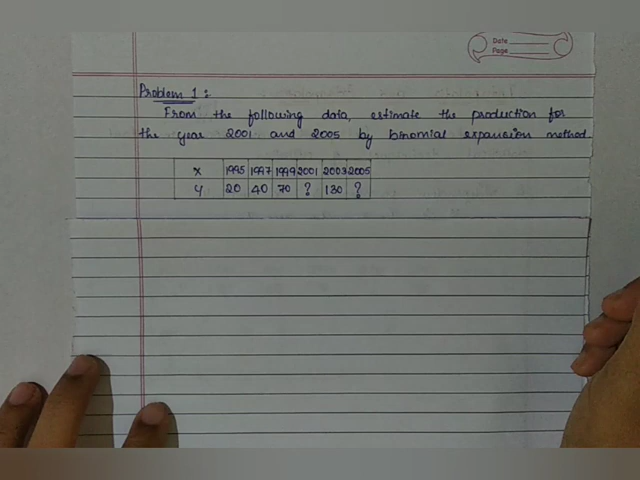 Date
Page
Problem 1 :
From the following data, estimate the production for
the year 2001 and 2005 by binomial expansion method
X 1995 1997 1999 2001 2003 2005
Y 20 40 70 ? 130 ?